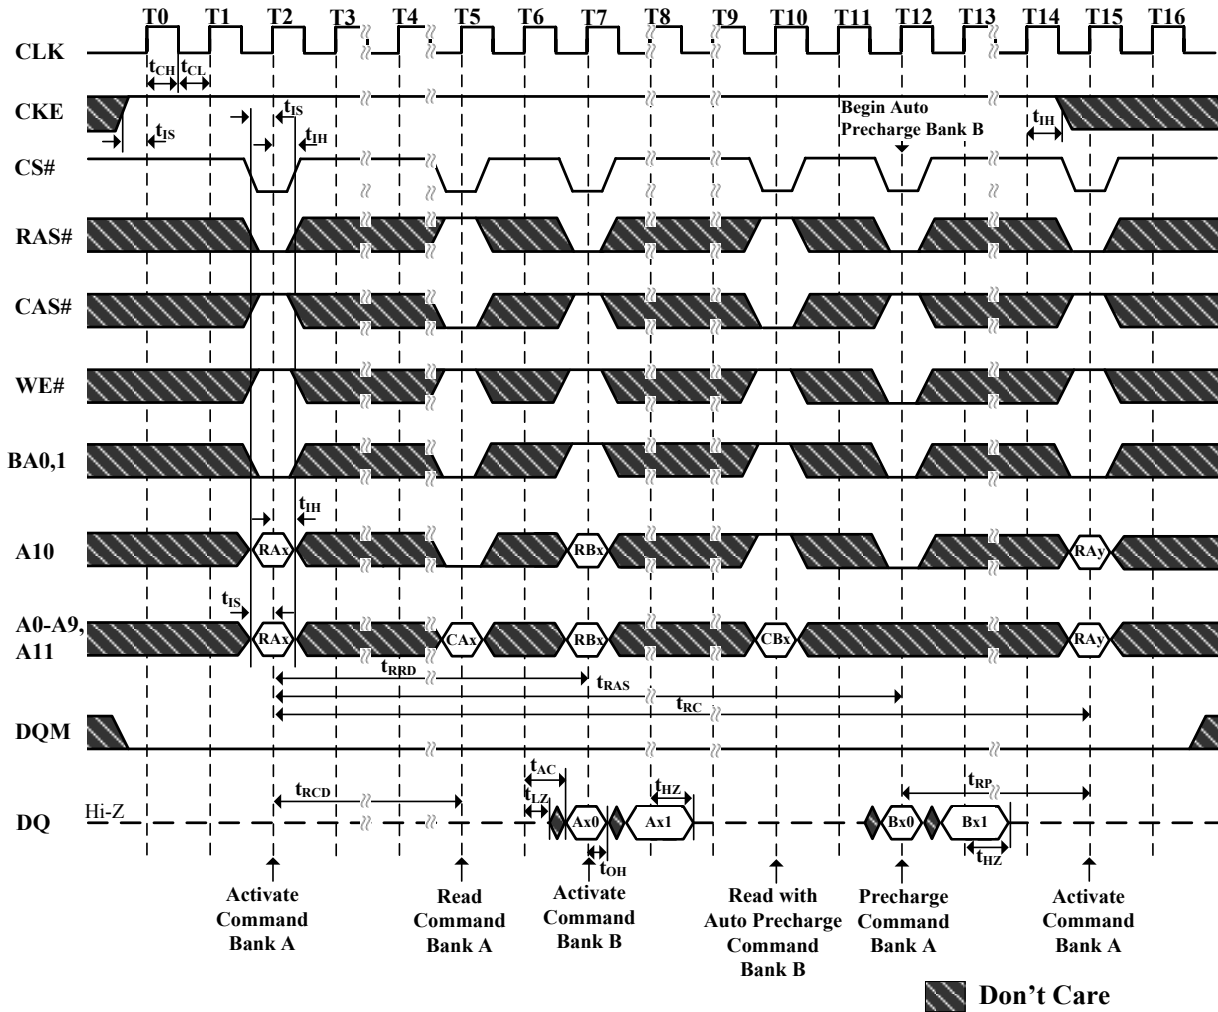 T0 T1 T2 T3 T4 T5 T6 T7 T8 T9 T10 T11 T12 T13 T14 T15 T16
CLK
tCH tCL
CKE
tIS
tIS
tIH
Begin Auto
Precharge Bank B
tIH
CS#
RAS#
CAS#
WE#
BA0,1
tIH
A10
RAx RBx RAy
tIS
A0-A9,
A11
RAx CAx RBx CBx RAy
tRRD
tRAS
tRC
DQM
tRCD
tAC
tLZ
tHZ
tRP
Hi-Z
DQ
Ax0 Ax1 Bx0 Bx1
tOH
tHZ
Activate
Command
Bank A
Read
Command
Bank A
Activate
Command
Bank B
Read with
Auto Precharge
Command
Bank B
Precharge
Command
Bank A
Activate
Command
Bank A
Don't Care